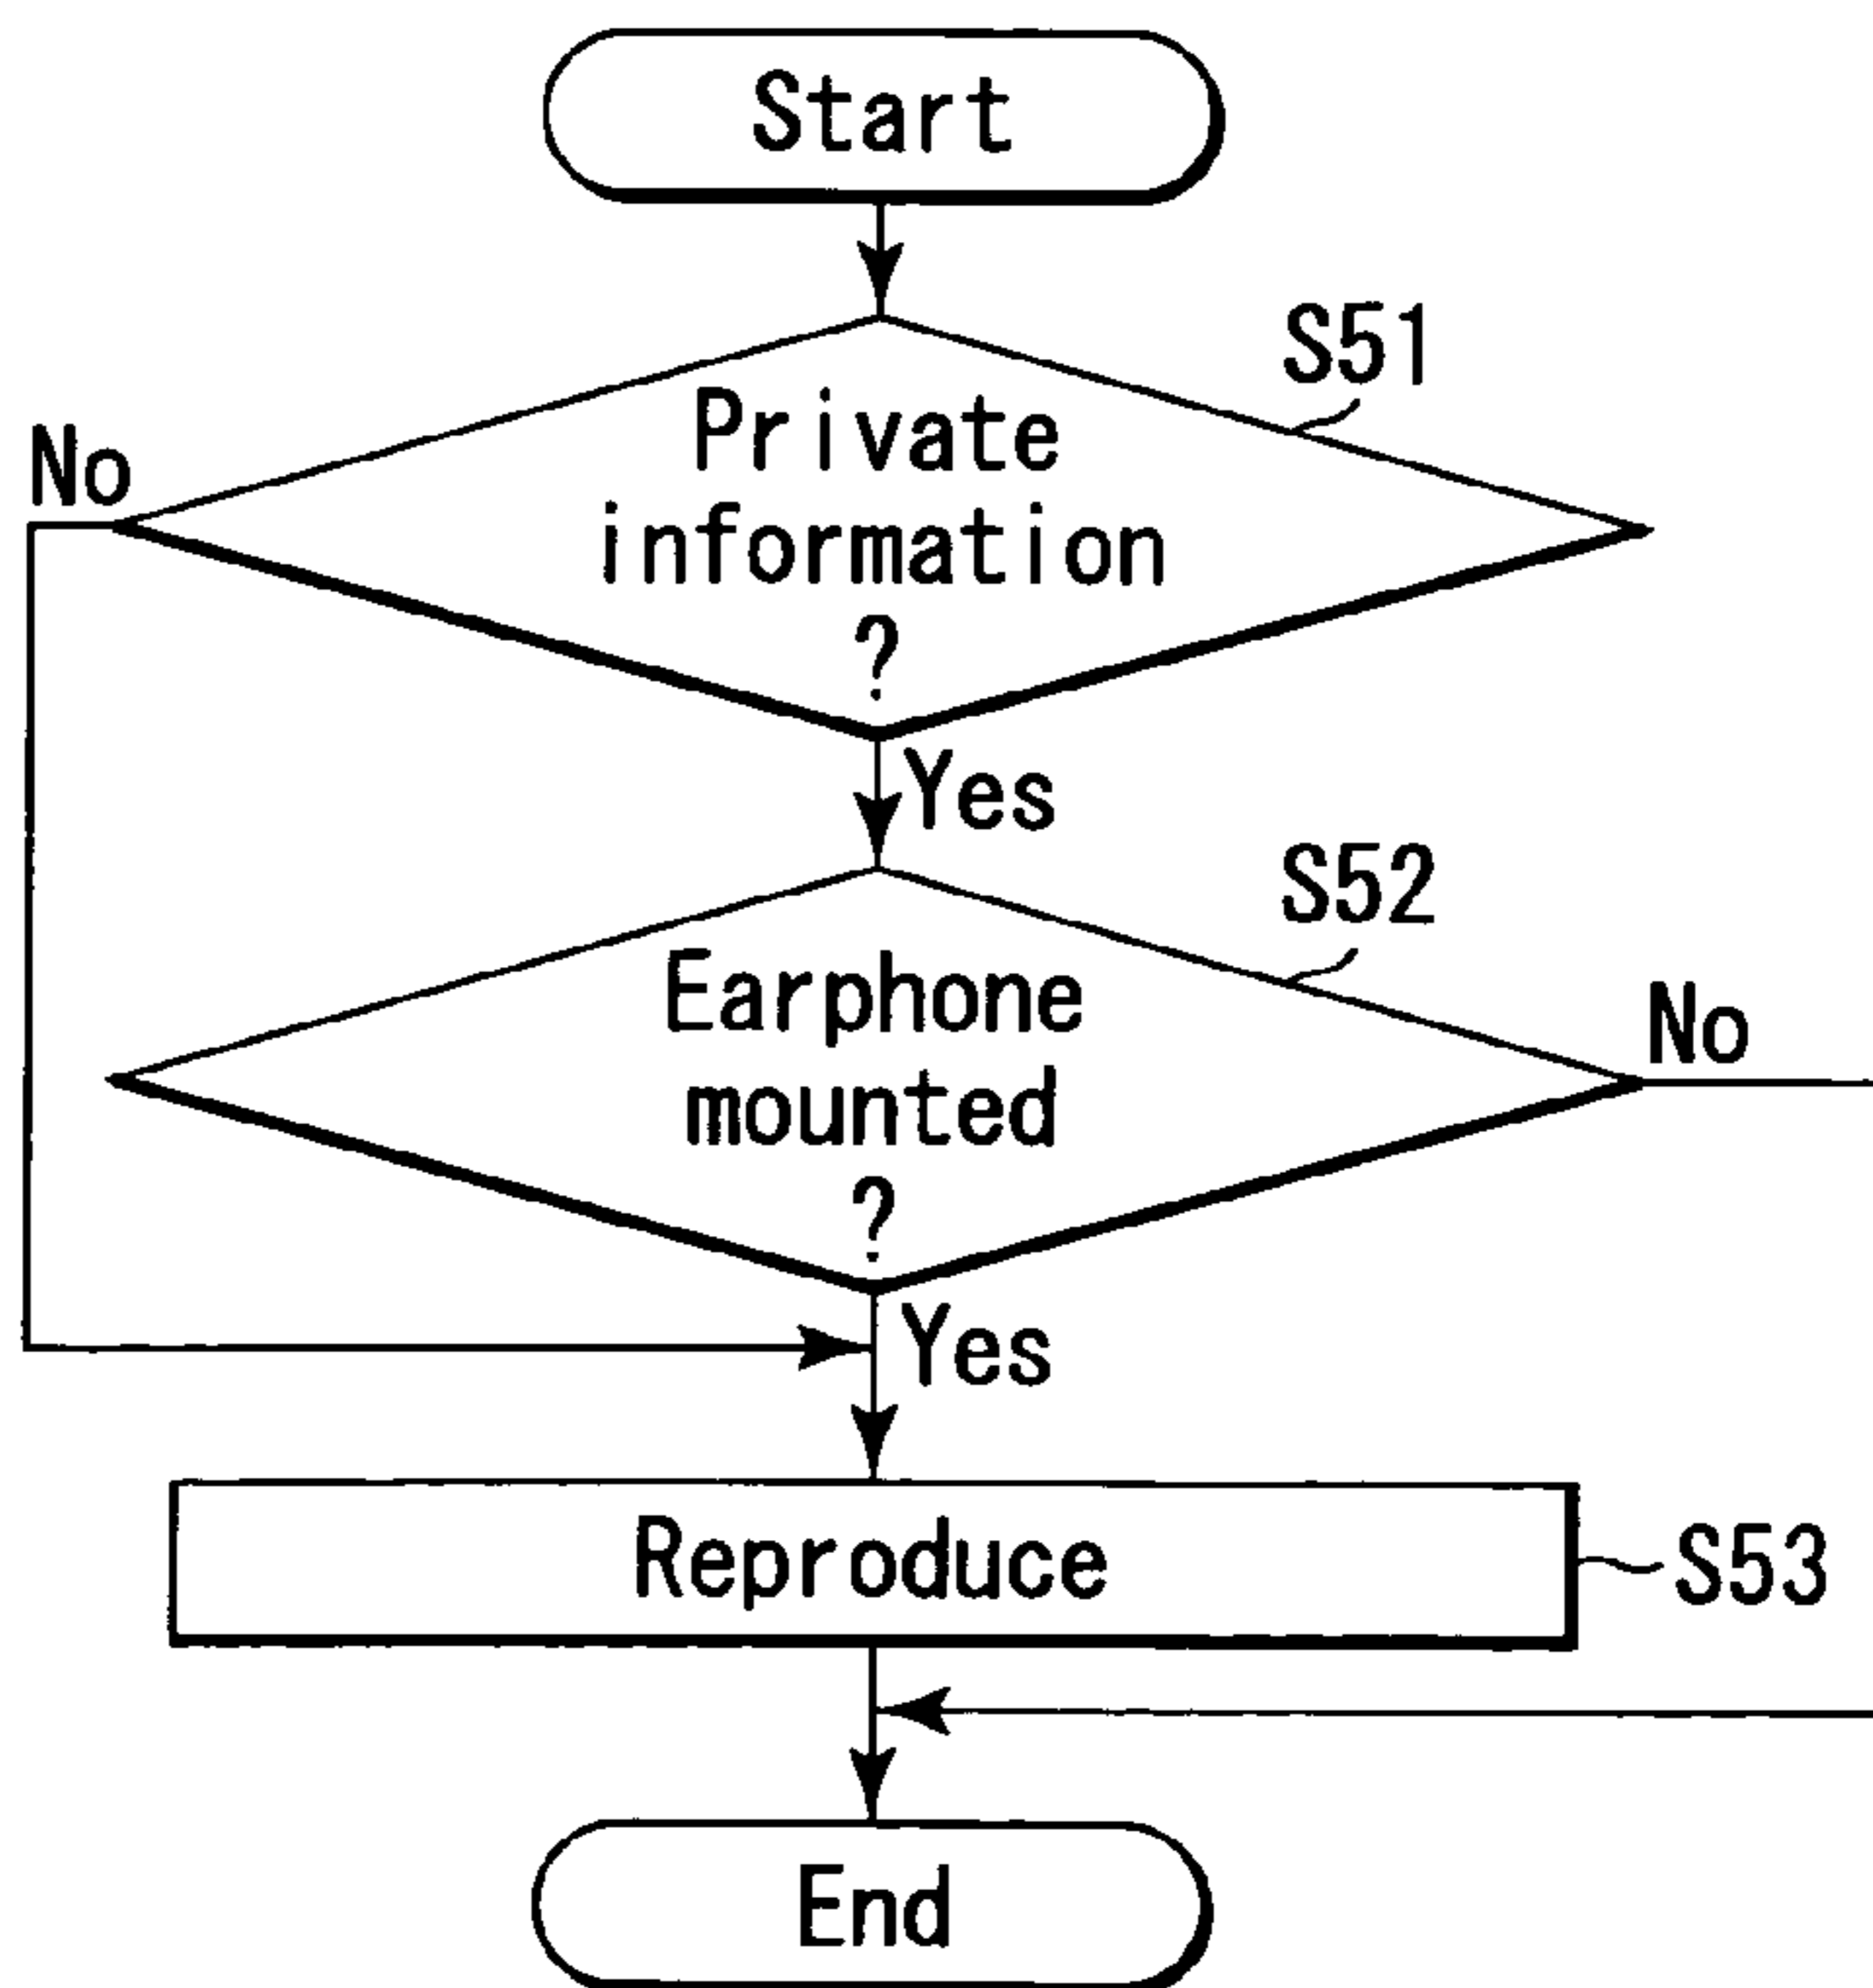 Start
S51
No
Private
information
?
Yes
S52
Earphone
mounted
?
No
Yes
Reproduce
S53
End